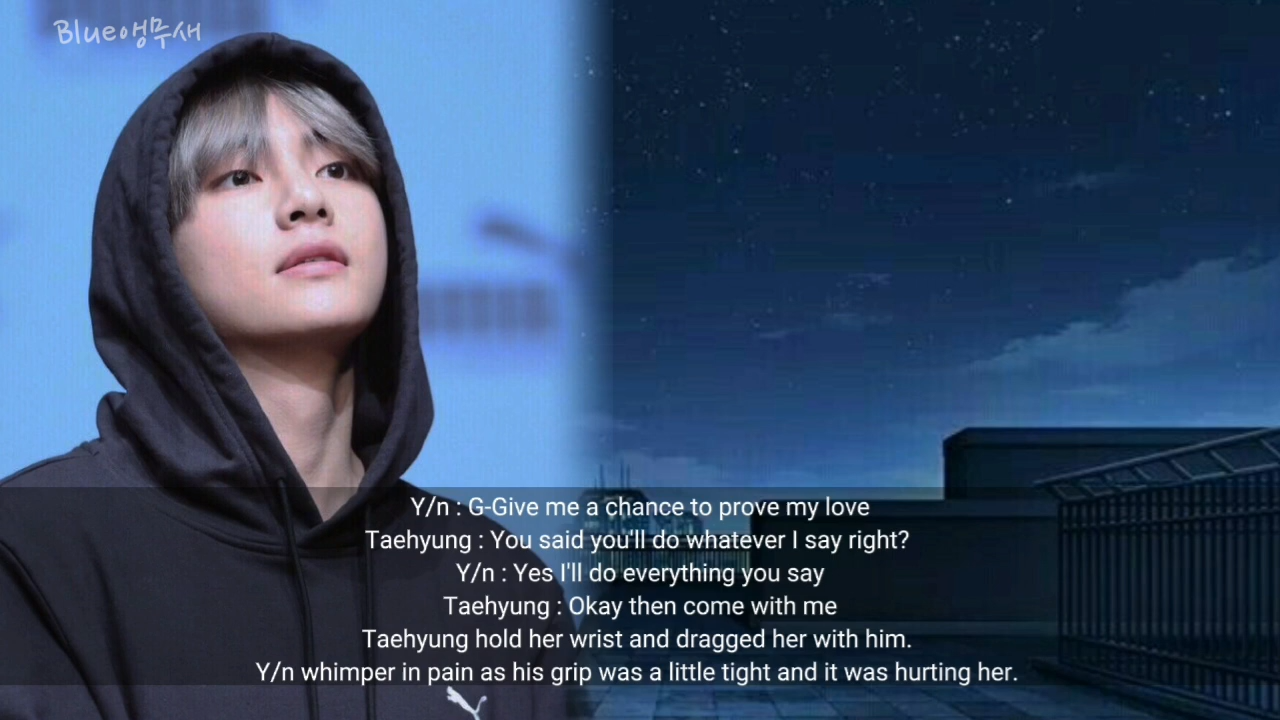 Blue앵무새
Y/n : G-Give me a chance to prove my love
Taehyung : You said you'll do whatever I say right?
Y/n : Yes I'll do everything you say
Taehyung : Okay then come with me
Taehyung hold her wrist and dragged her with him.
Y/n whimper in pain as his grip was a little tight and it was hurting her.